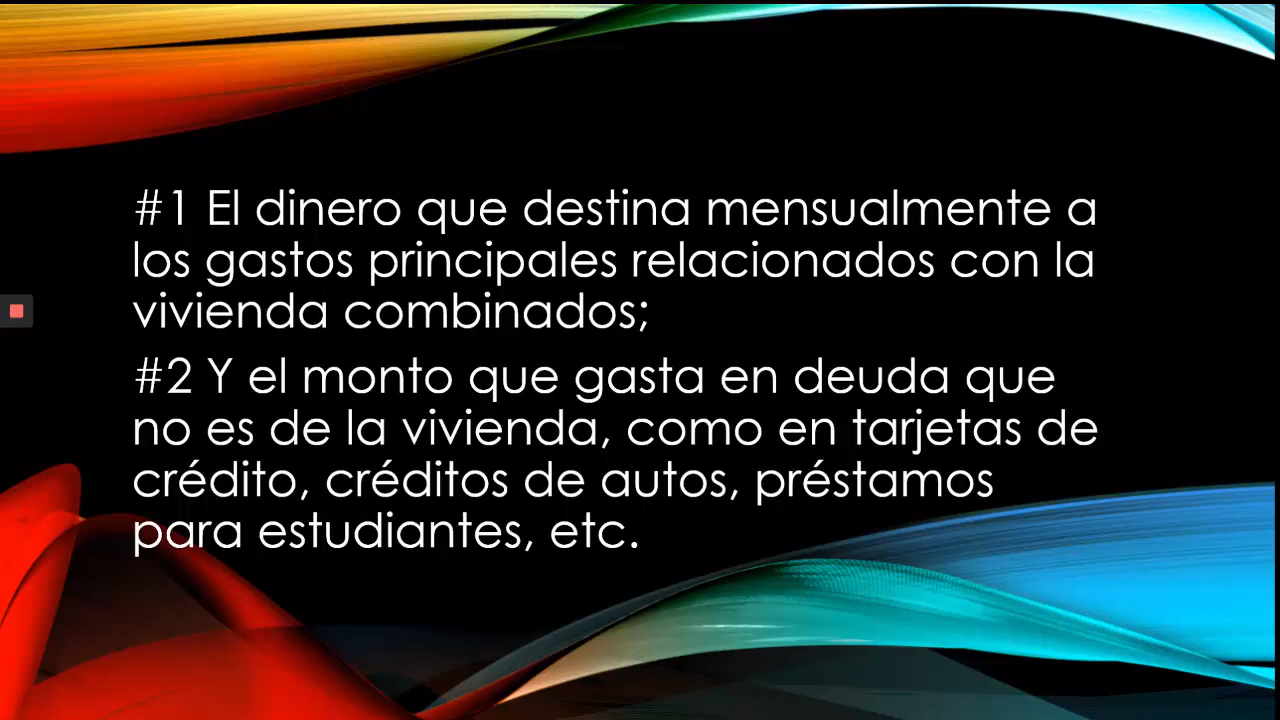 #1 El dinero que destina mensualmente a
los gastos principales relacionados con la
vivienda combinados;
#2 Y el monto que gasta en deuda que
no es de la vivienda, como en tarjetas de
crédito, créditos de autos, préstamos
para estudiantes, etc.